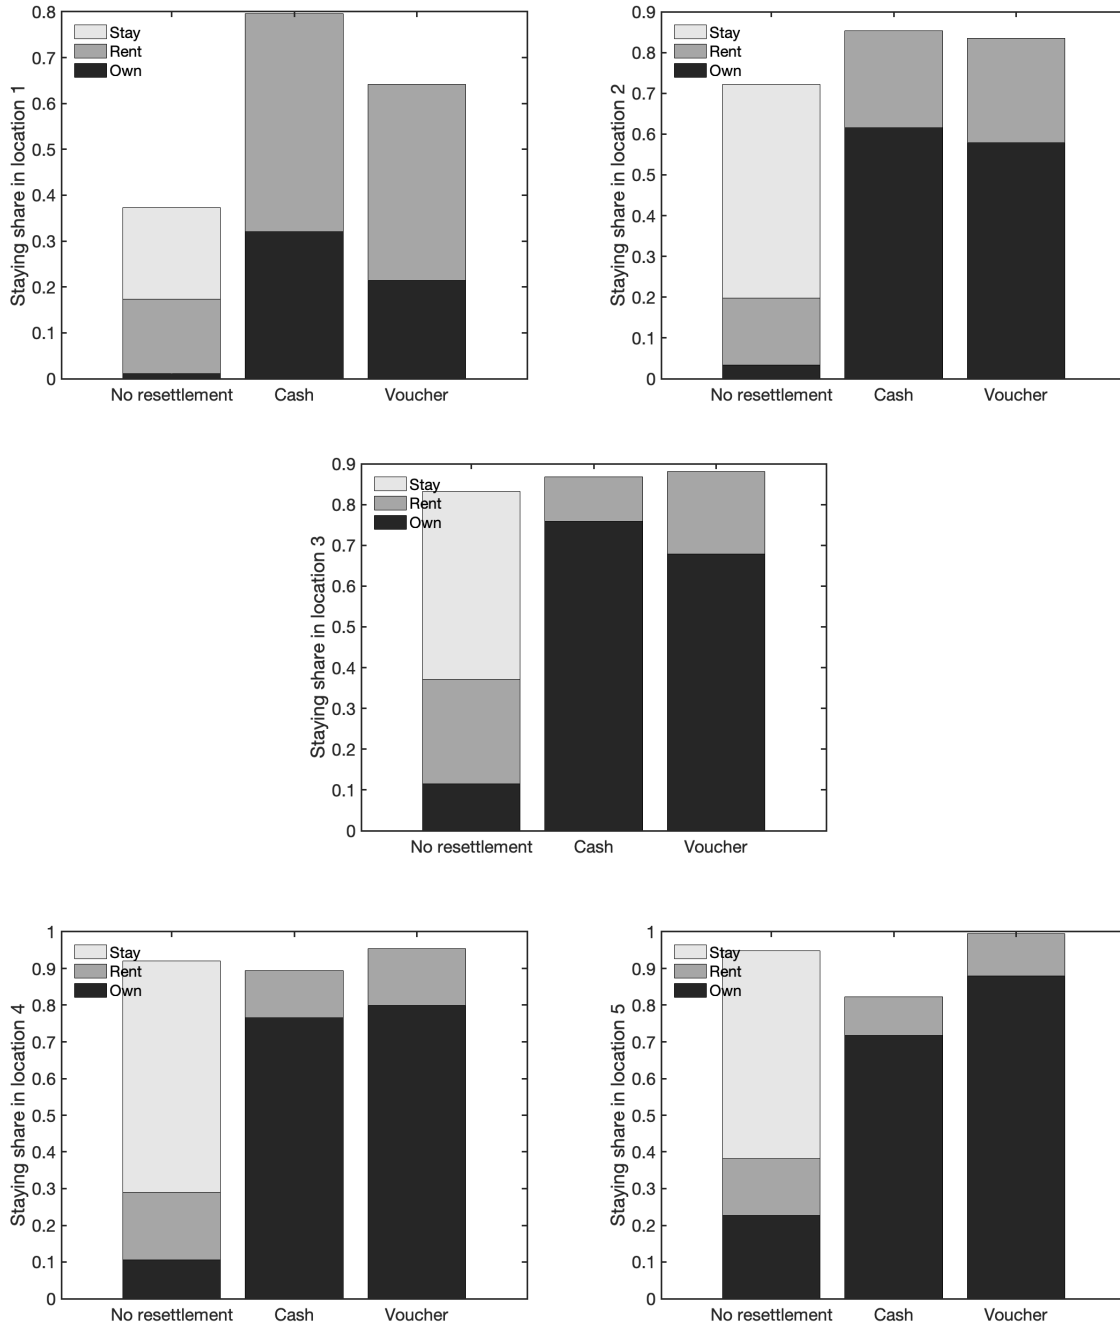 Staying share in location 1
0.8
0.7
0.6
0.5
0.4
0.3
0.2
0.1
0
Stay
Rent
Own
No resettlement Cash Voucher
Staying share in location 2
0.9
0.8
0.7
0.6
0.5
0.4
0.3
0.2
0.1
0
Stay
Rent
Own
No resettlement Cash Voucher
Staying share in location 3
0.9
0.8
0.7
0.6
0.5
0.4
0.3
0.2
0.1
0
Stay
Rent
Own
No resettlement Cash Voucher
Staying share in location 4
1
0.9
0.8
0.7
0.6
0.5
0.4
0.3
0.2
0.1
0
Stay
Rent
Own
No resettlement Cash Voucher
Staying share in location 5
1
0.9
0.8
0.7
0.6
0.5
0.4
0.3
0.2
0.1
0
Stay
Rent
Own
No resettlement Cash Voucher